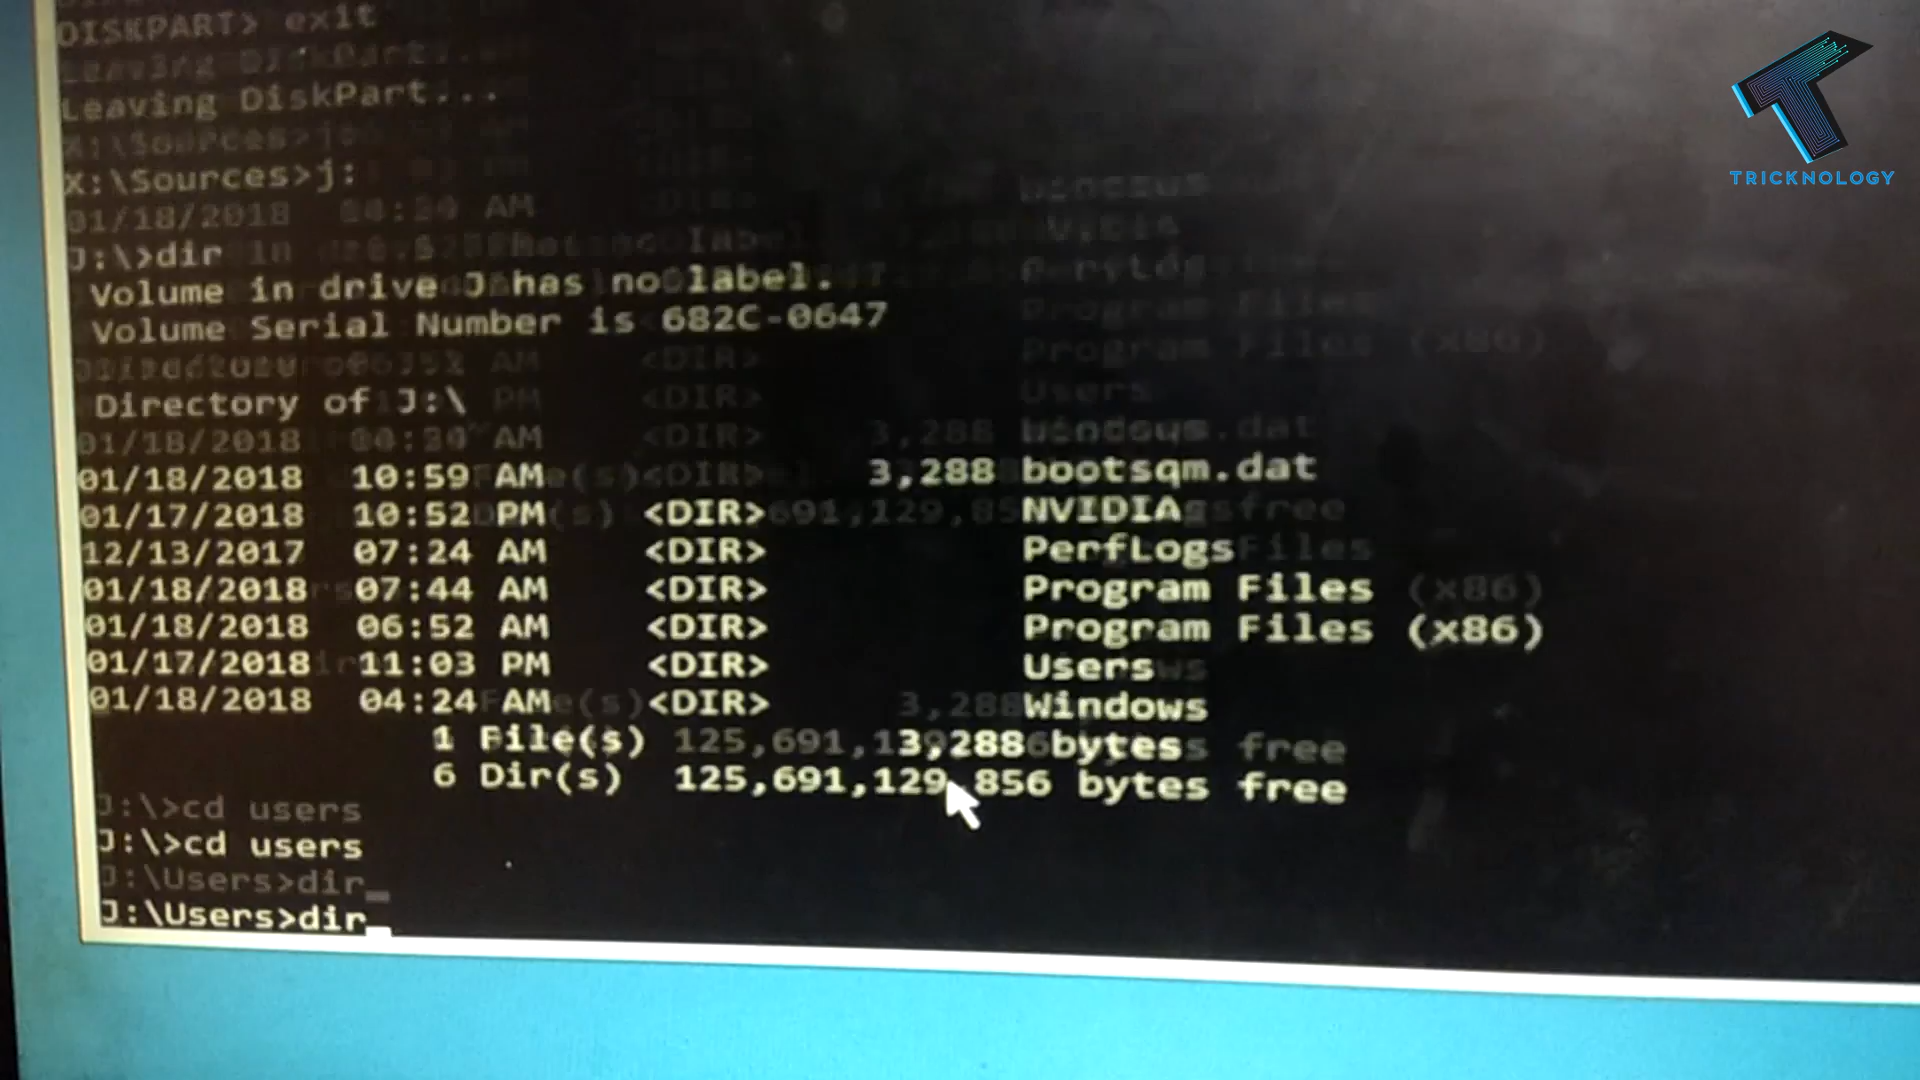 DISKPART> exit
Leaving DiskPart...
X:\Sources>j:
J:\>dir
Volume in drive J has no label.
Volume Serial Number is 682C-0647
Directory of J:\
01/18/2018 10:59 AM 3,288 bootsqm.dat
01/17/2018 10:52 PM <DIR> NVIDIA
12/13/2017 07:24 AM <DIR> PerfLogs
01/18/2018 07:44 AM <DIR> Program Files
01/18/2018 06:52 AM <DIR> Program Files (x86)
01/17/2018 11:03 PM <DIR> Users
01/18/2018 04:24 AM <DIR> Windows
1 File(s) 3,288 bytes
6 Dir(s) 125,691,129,856 bytes free
J:\>cd users
J:\Users>dir_
TRICKNOLOGY